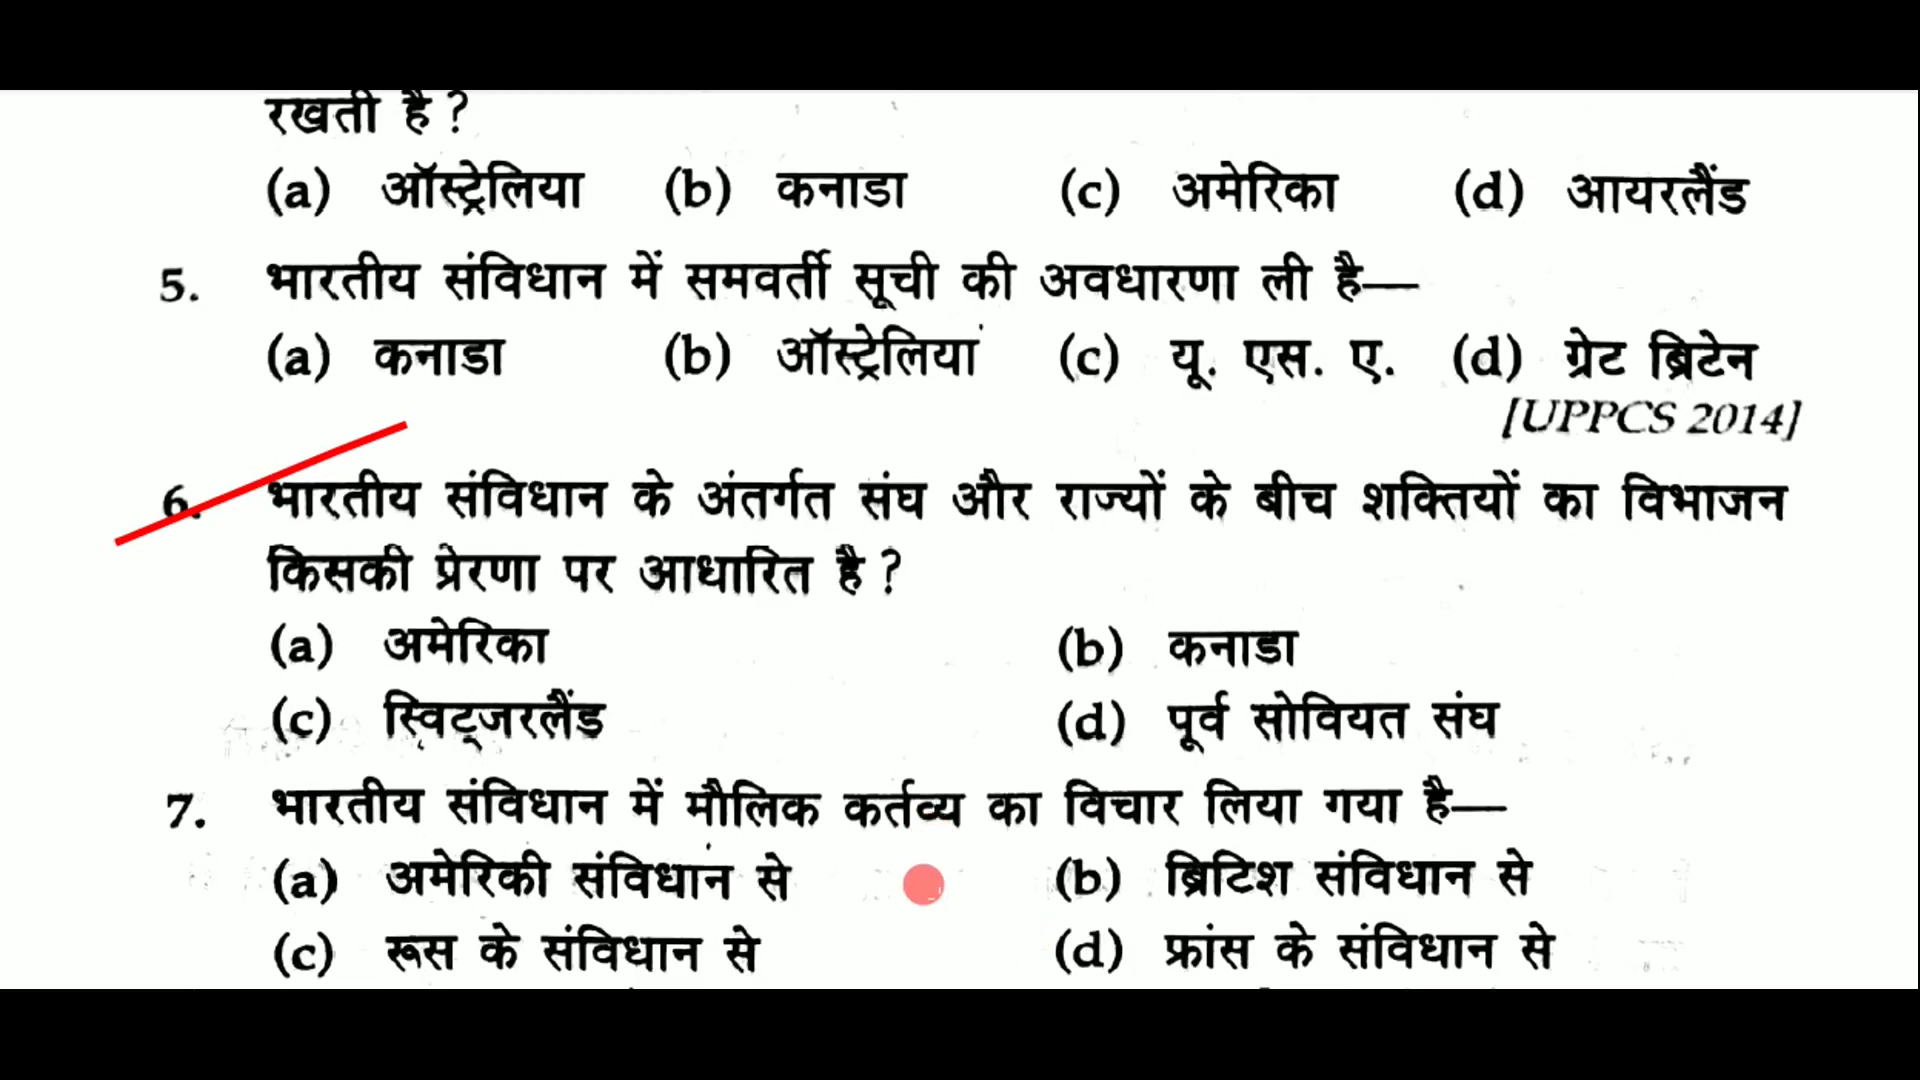 रखती है ?
(a) ऑस्ट्रेलिया (b) कनाडा (c) अमेरिका (d) आयरलैंड
5. भारतीय संविधान में समवर्ती सूची की अवधारणा ली है—
(a) कनाडा (b) ऑस्ट्रेलिया (c) यू. एस. ए. (d) ग्रेट ब्रिटेन
[UPPCS 2014]
6. भारतीय संविधान के अंतर्गत संघ और राज्यों के बीच शक्तियों का विभाजन
किसकी प्रेरणा पर आधारित है ?
(a) अमेरिका (b) कनाडा
(c) स्विट्जरलैंड (d) पूर्व सोवियत संघ
7. भारतीय संविधान में मौलिक कर्तव्य का विचार लिया गया है—
(a) अमेरिकी संविधान से (b) ब्रिटिश संविधान से
(c) रूस के संविधान से (d) फ्रांस के संविधान से